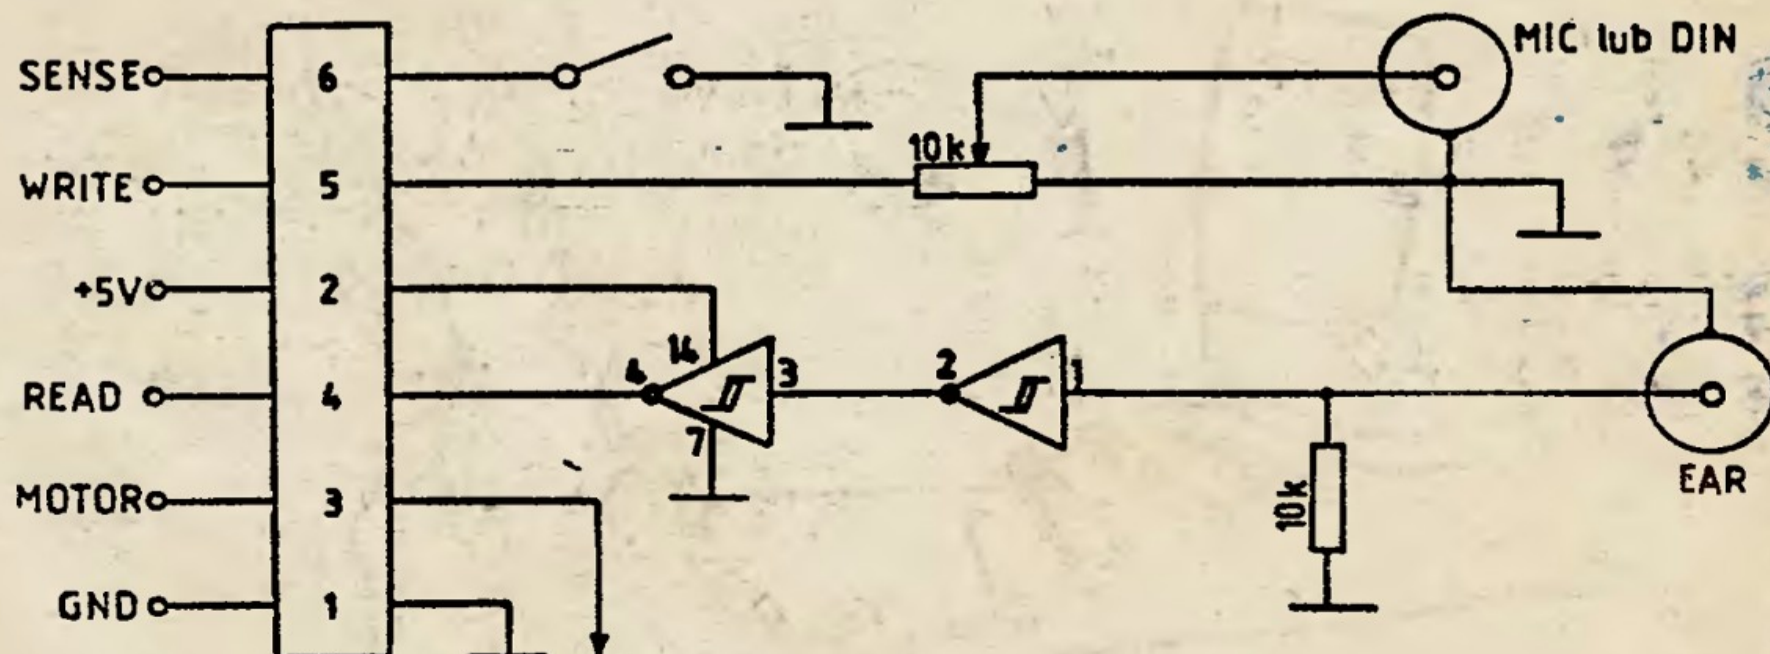 MIC lub DIN
SENSE 6
10k
WRITE 5
+5V 2
14
READ 4 4 3 2 1
7
EAR
MOTOR 3
10k
GND 1